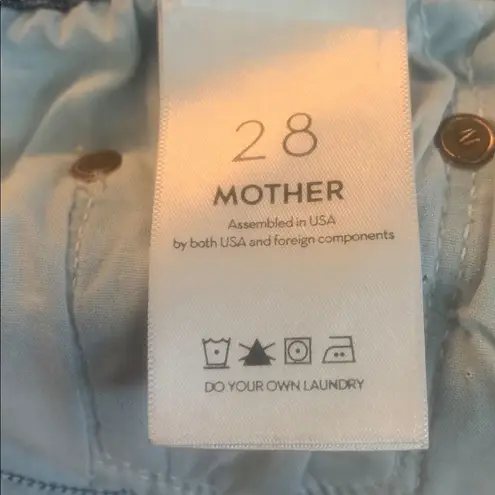 28
MOTHER
Assembled in USA
by both USA and foreign components
DO YOUR OWN LAUNDRY